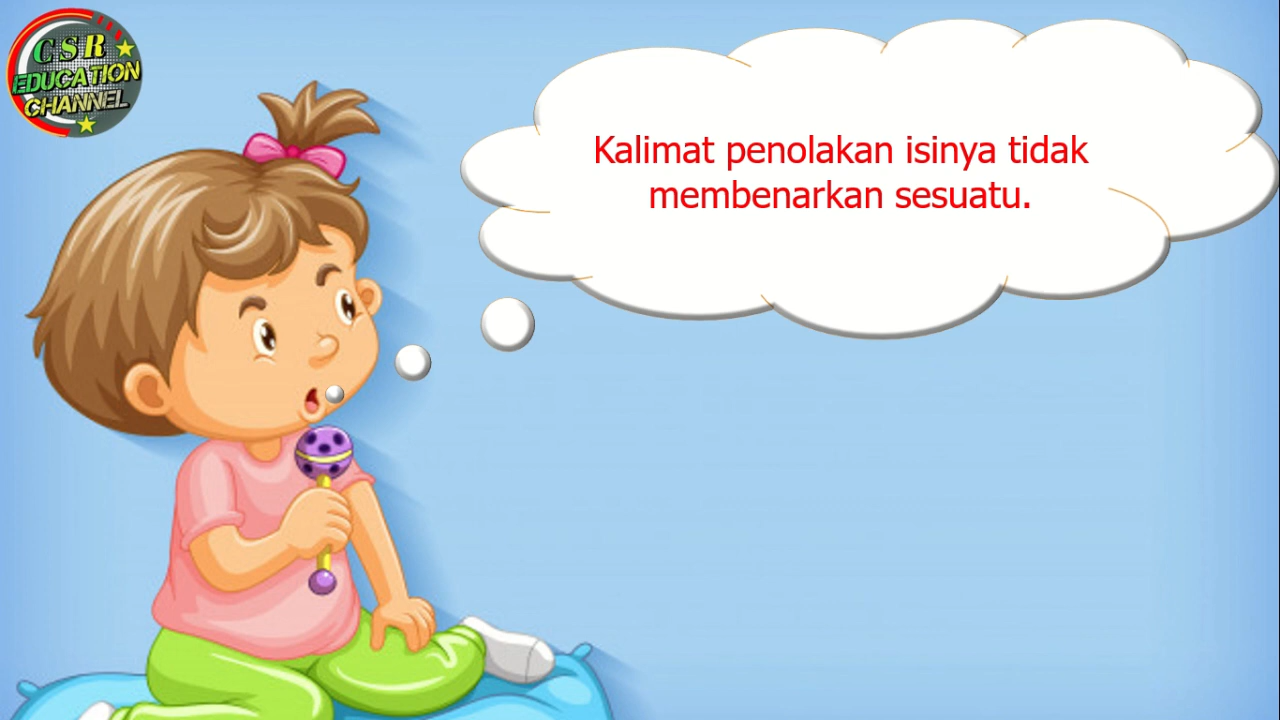 CSR
EDUCATION
CHANNEL
Kalimat penolakan isinya tidak
membenarkan sesuatu.